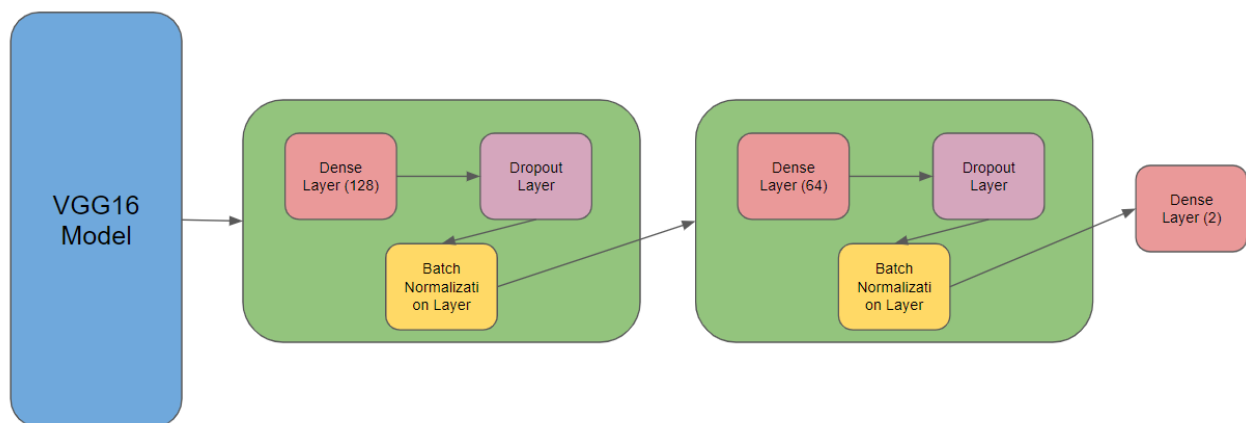 VGG16
Model
Dense
Layer (128)
Dropout
Layer
Batch
Normalizati
on Layer
Dense
Layer (64)
Dropout
Layer
Batch
Normalizati
on Layer
Dense
Layer (2)